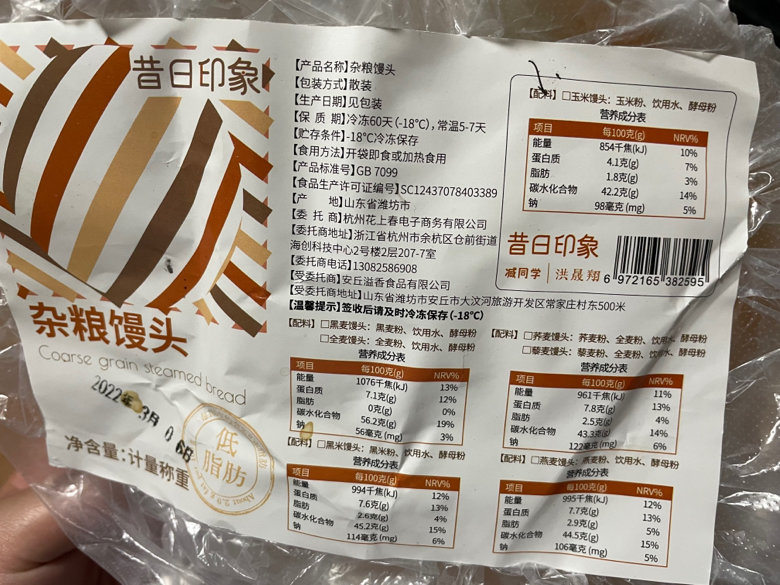 昔日印象
杂粮馒头
Coarse grain steamed bread
净含量:计量称重
低
脂肪
【产品名称】杂粮馒头
【包装方式】散装
【生产日期】见包装
【保 质 期】冷冻60天 (-18℃), 常温5-7天
【贮存条件】-18℃冷冻保存
【食用方法】开袋即食或加热食用
【产品标准号】GB 7099
【食品生产许可证编号】SC12437078403389
【产 地】山东省潍坊市
【委 托 商】杭州花上春电子商务有限公司
【委托商地址】浙江省杭州市余杭区仓前街道
海创科技中心2号楼2层207-7室
【委托商电话】13082586908
【受委托商】安丘溢香食品有限公司
【受委托商地址】山东省潍坊市安丘市大汶河旅游开发区常家庄村东500米
【温馨提示】签收后请及时冷冻保存 (-18℃)
【配料】□玉米馒头: 玉米粉、饮用水、酵母粉
营养成分表
项目 每100克(g) NRV%
能量 854千焦(kJ) 10%
蛋白质 4.1克(g) 7%
脂肪 1.8克(g) 3%
碳水化合物 42.2克(g) 14%
钠 98毫克 (mg) 5%
昔日印象
减同学 洪晟翔
6 972165 382595
【配料】□黑麦馒头: 黑麦粉、饮用水、酵母粉
□全麦馒头: 全麦粉、饮用水、酵母粉
营养成分表
项目 每100克(g) NRV%
能量 1076千焦(kJ) 13%
蛋白质 7.1克(g) 12%
脂肪 0克(g) 0%
碳水化合物 56.2克(g) 19%
钠 56毫克 (mg) 3%
【配料】□荞麦馒头: 荞麦粉、全麦粉、饮用水、酵母粉
□藜麦馒头: 藜麦粉、全麦粉、饮用水、酵母粉
营养成分表
项目 每100克(g) NRV%
能量 961千焦(kJ) 11%
蛋白质 7.8克(g) 13%
脂肪 2.5克(g) 4%
碳水化合物 43.3克(g) 14%
钠 122毫克 (mg) 6%
【配料】□黑米馒头: 黑米粉、饮用水、酵母粉
营养成分表
项目 每100克(g) NRV%
能量 994千焦(kJ) 12%
蛋白质 7.6克(g) 13%
脂肪 2.6克(g) 4%
碳水化合物 45.2克(g) 15%
钠 114毫克 (mg) 6%
【配料】□燕麦馒头: 燕麦粉、饮用水、酵母粉
营养成分表
项目 每100克(g) NRV%
能量 995千焦(kJ) 12%
蛋白质 7.7克(g) 13%
脂肪 2.9克(g) 5%
碳水化合物 44.5克(g) 15%
钠 106毫克 (mg) 5%